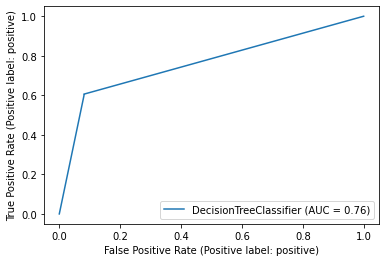 True Positive Rate (Positive label: positive)
1.0
0.8
0.6
0.4
0.2
0.0
DecisionTreeClassifier (AUC = 0.76)
0.0 0.2 0.4 0.6 0.8 1.0
False Positive Rate (Positive label: positive)